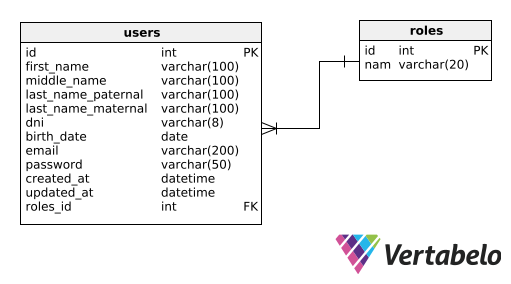 users
id int PK
first_name varchar(100)
middle_name varchar(100)
last_name_paternal varchar(100)
last_name_maternal varchar(100)
dni varchar(8)
birth_date date
email varchar(200)
password varchar(50)
created_at datetime
updated_at datetime
roles_id int FK
roles
id int PK
nam varchar(20)
Vertabelo